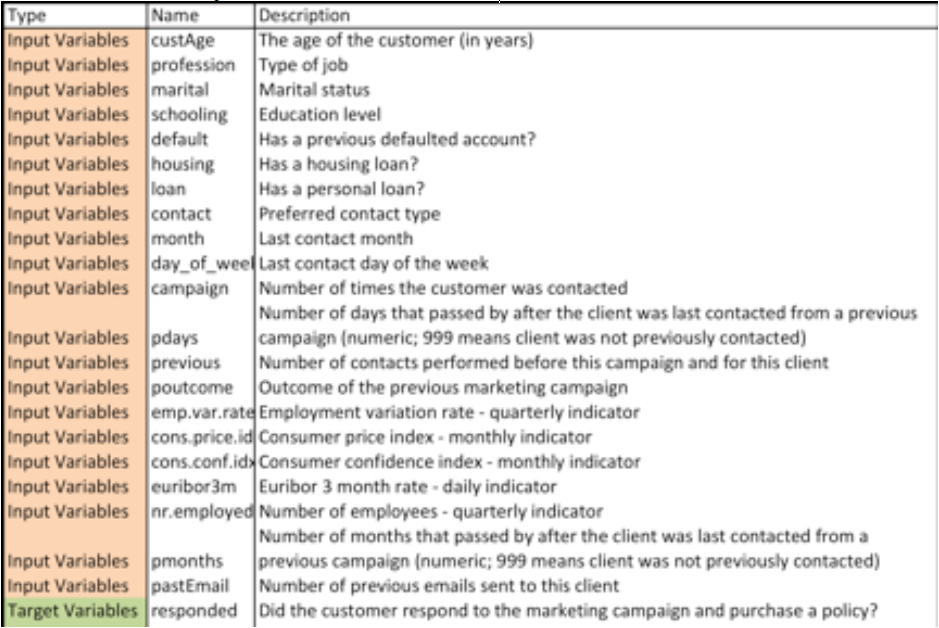 Type Name Description
Input Variables custAge The age of the customer (in years)
Input Variables profession Type of job
Input Variables marital Marital status
Input Variables schooling Education level
Input Variables default Has a previous defaulted account?
Input Variables housing Has a housing loan?
Input Variables loan Has a personal loan?
Input Variables contact Preferred contact type
Input Variables month Last contact month
Input Variables day_of_weel Last contact day of the week
Input Variables campaign Number of times the customer was contacted
Number of days that passed by after the client was last contacted from a previous
Input Variables pdays campaign (numeric; 999 means client was not previously contacted)
Input Variables previous Number of contacts performed before this campaign and for this client
Input Variables poutcome Outcome of the previous marketing campaign
Input Variables emp.var.rate Employment variation rate - quarterly indicator
Input Variables cons.price.id Consumer price index - monthly indicator
Input Variables cons.conf.idx Consumer confidence index - monthly indicator
Input Variables euribor3m Euribor 3 month rate - daily indicator
Input Variables nr.employed Number of employees - quarterly indicator
Number of months that passed by after the client was last contacted from a
Input Variables pmonths previous campaign (numeric; 999 means client was not previously contacted)
Input Variables pastEmail Number of previous emails sent to this client
Target Variables responded Did the customer respond to the marketing campaign and purchase a policy?